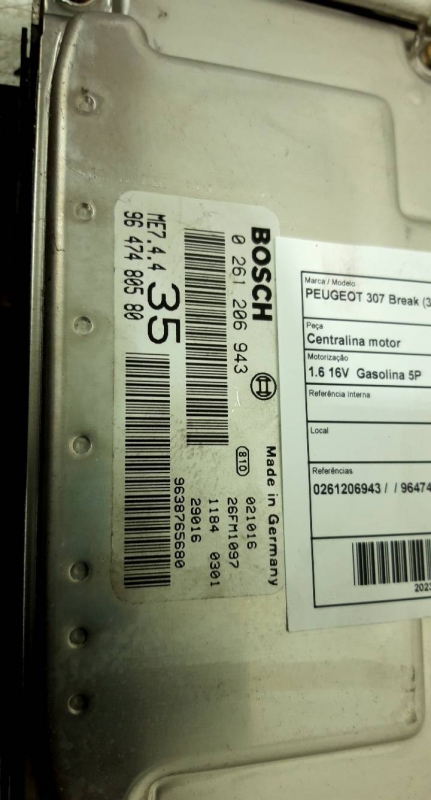 BOSCH
0 261 206 943
ME7.4.4
96 474 805 80
35
Made in Germany
810
021016
26FM1097
1184 0301
29016
9638765680
Marca / Modelo
PEUGEOT 307 Break (3
Peça
Centralina motor
Motorização
1.6 16V Gasolina 5P
Referência Interna
Local
Referências
0261206943 / / 96474
2023